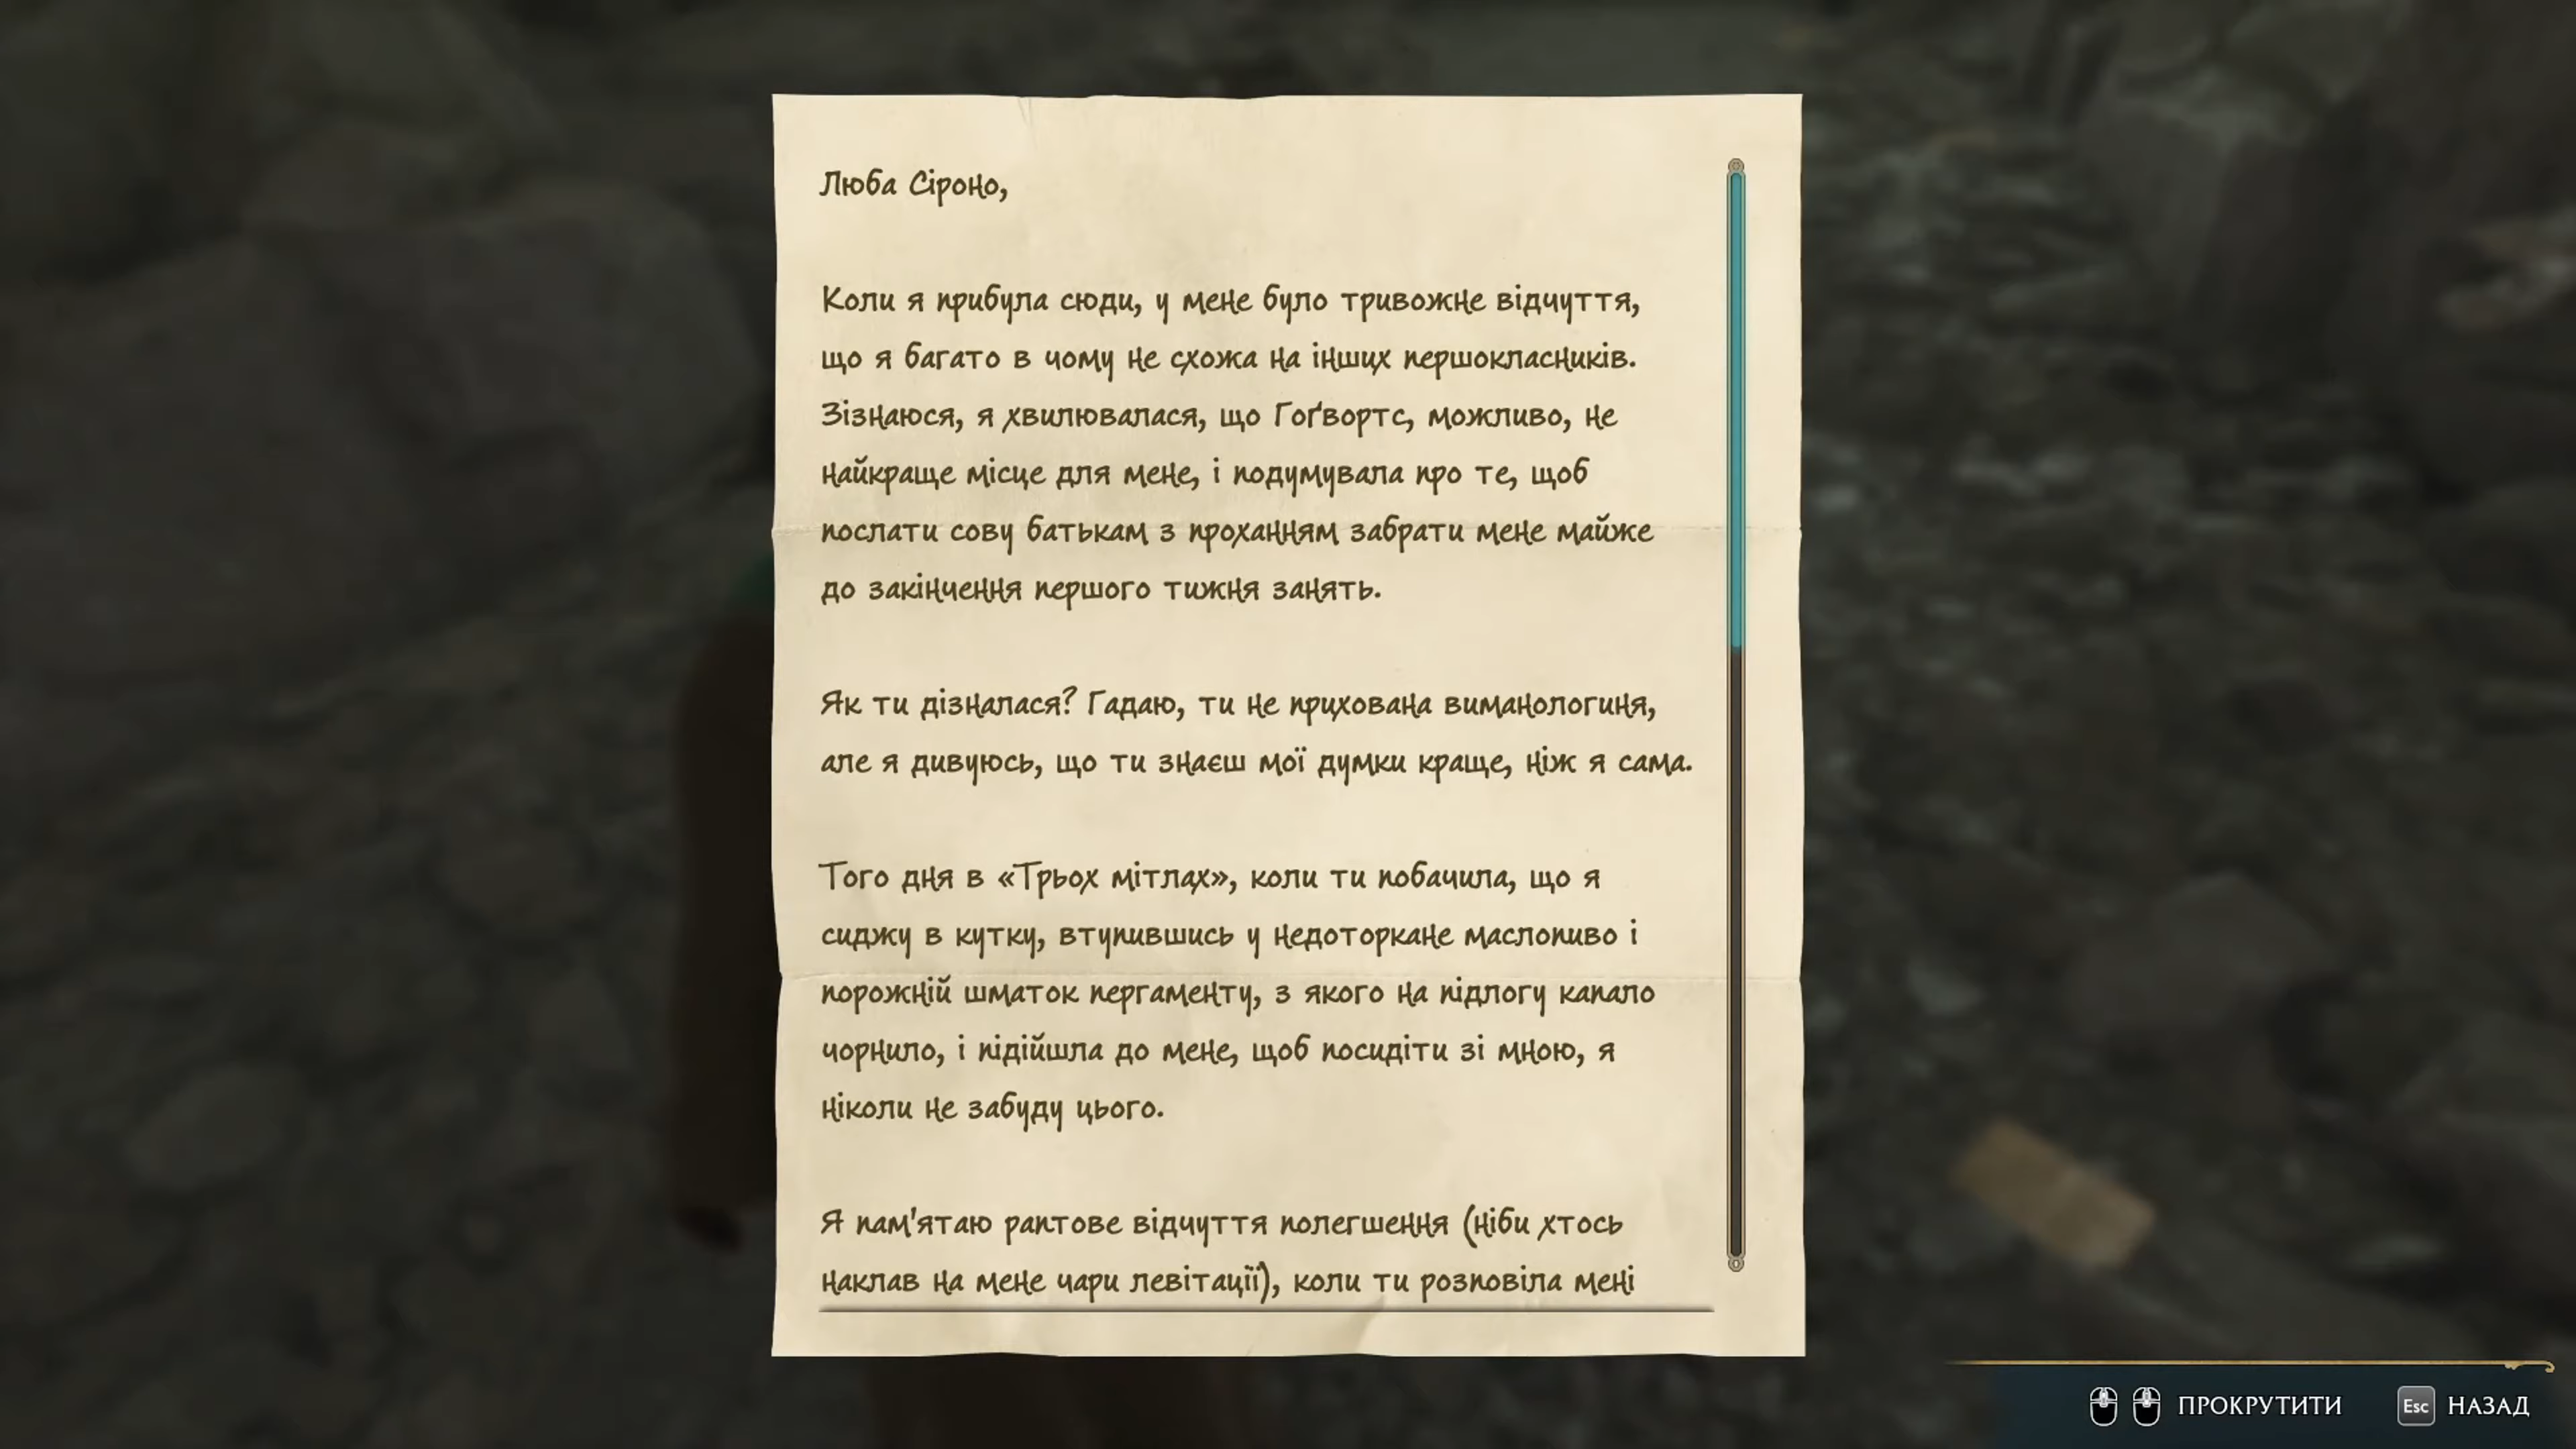 Люба Сіроно,
Коли я прибула сюди, у мене було тривожне відчуття,
що я багато в чому не схожа на інших першокласників.
Зізнаюся, я хвилювалася, що Гоґвортс, можливо, не
найкраще місце для мене, і подумувала про те, щоб
послати сову батькам з проханням забрати мене майже
до закінчення першого тижня занять.
Як ти дізналася? Гадаю, ти не прихована виманологиня,
але я дивуюсь, що ти знаєш мої думки краще, ніж я сама.
Того дня в «Трьох мітлах», коли ти побачила, що я
сиджу в кутку, втупившись у недоторкане маслопиво і
порожній шматок пергаменту, з якого на підлогу капало
чорнило, і підійшла до мене, щоб посидіти зі мною, я
ніколи не забуду цього.
Я пам'ятаю раптове відчуття полегшення (ніби хтось
наклав на мене чари левітації), коли ти розповіла мені
ПРОКРУТИТИ Esc НАЗАД